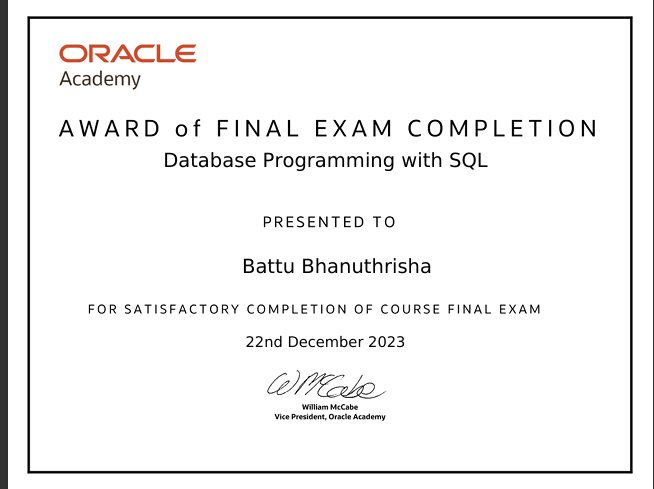 ORACLE
Academy
AWARD of FINAL EXAM COMPLETION
Database Programming with SQL
PRESENTED TO
Battu Bhanuthrisha
FOR SATISFACTORY COMPLETION OF COURSE FINAL EXAM
22nd December 2023
W McCabe
William McCabe
Vice President, Oracle Academy